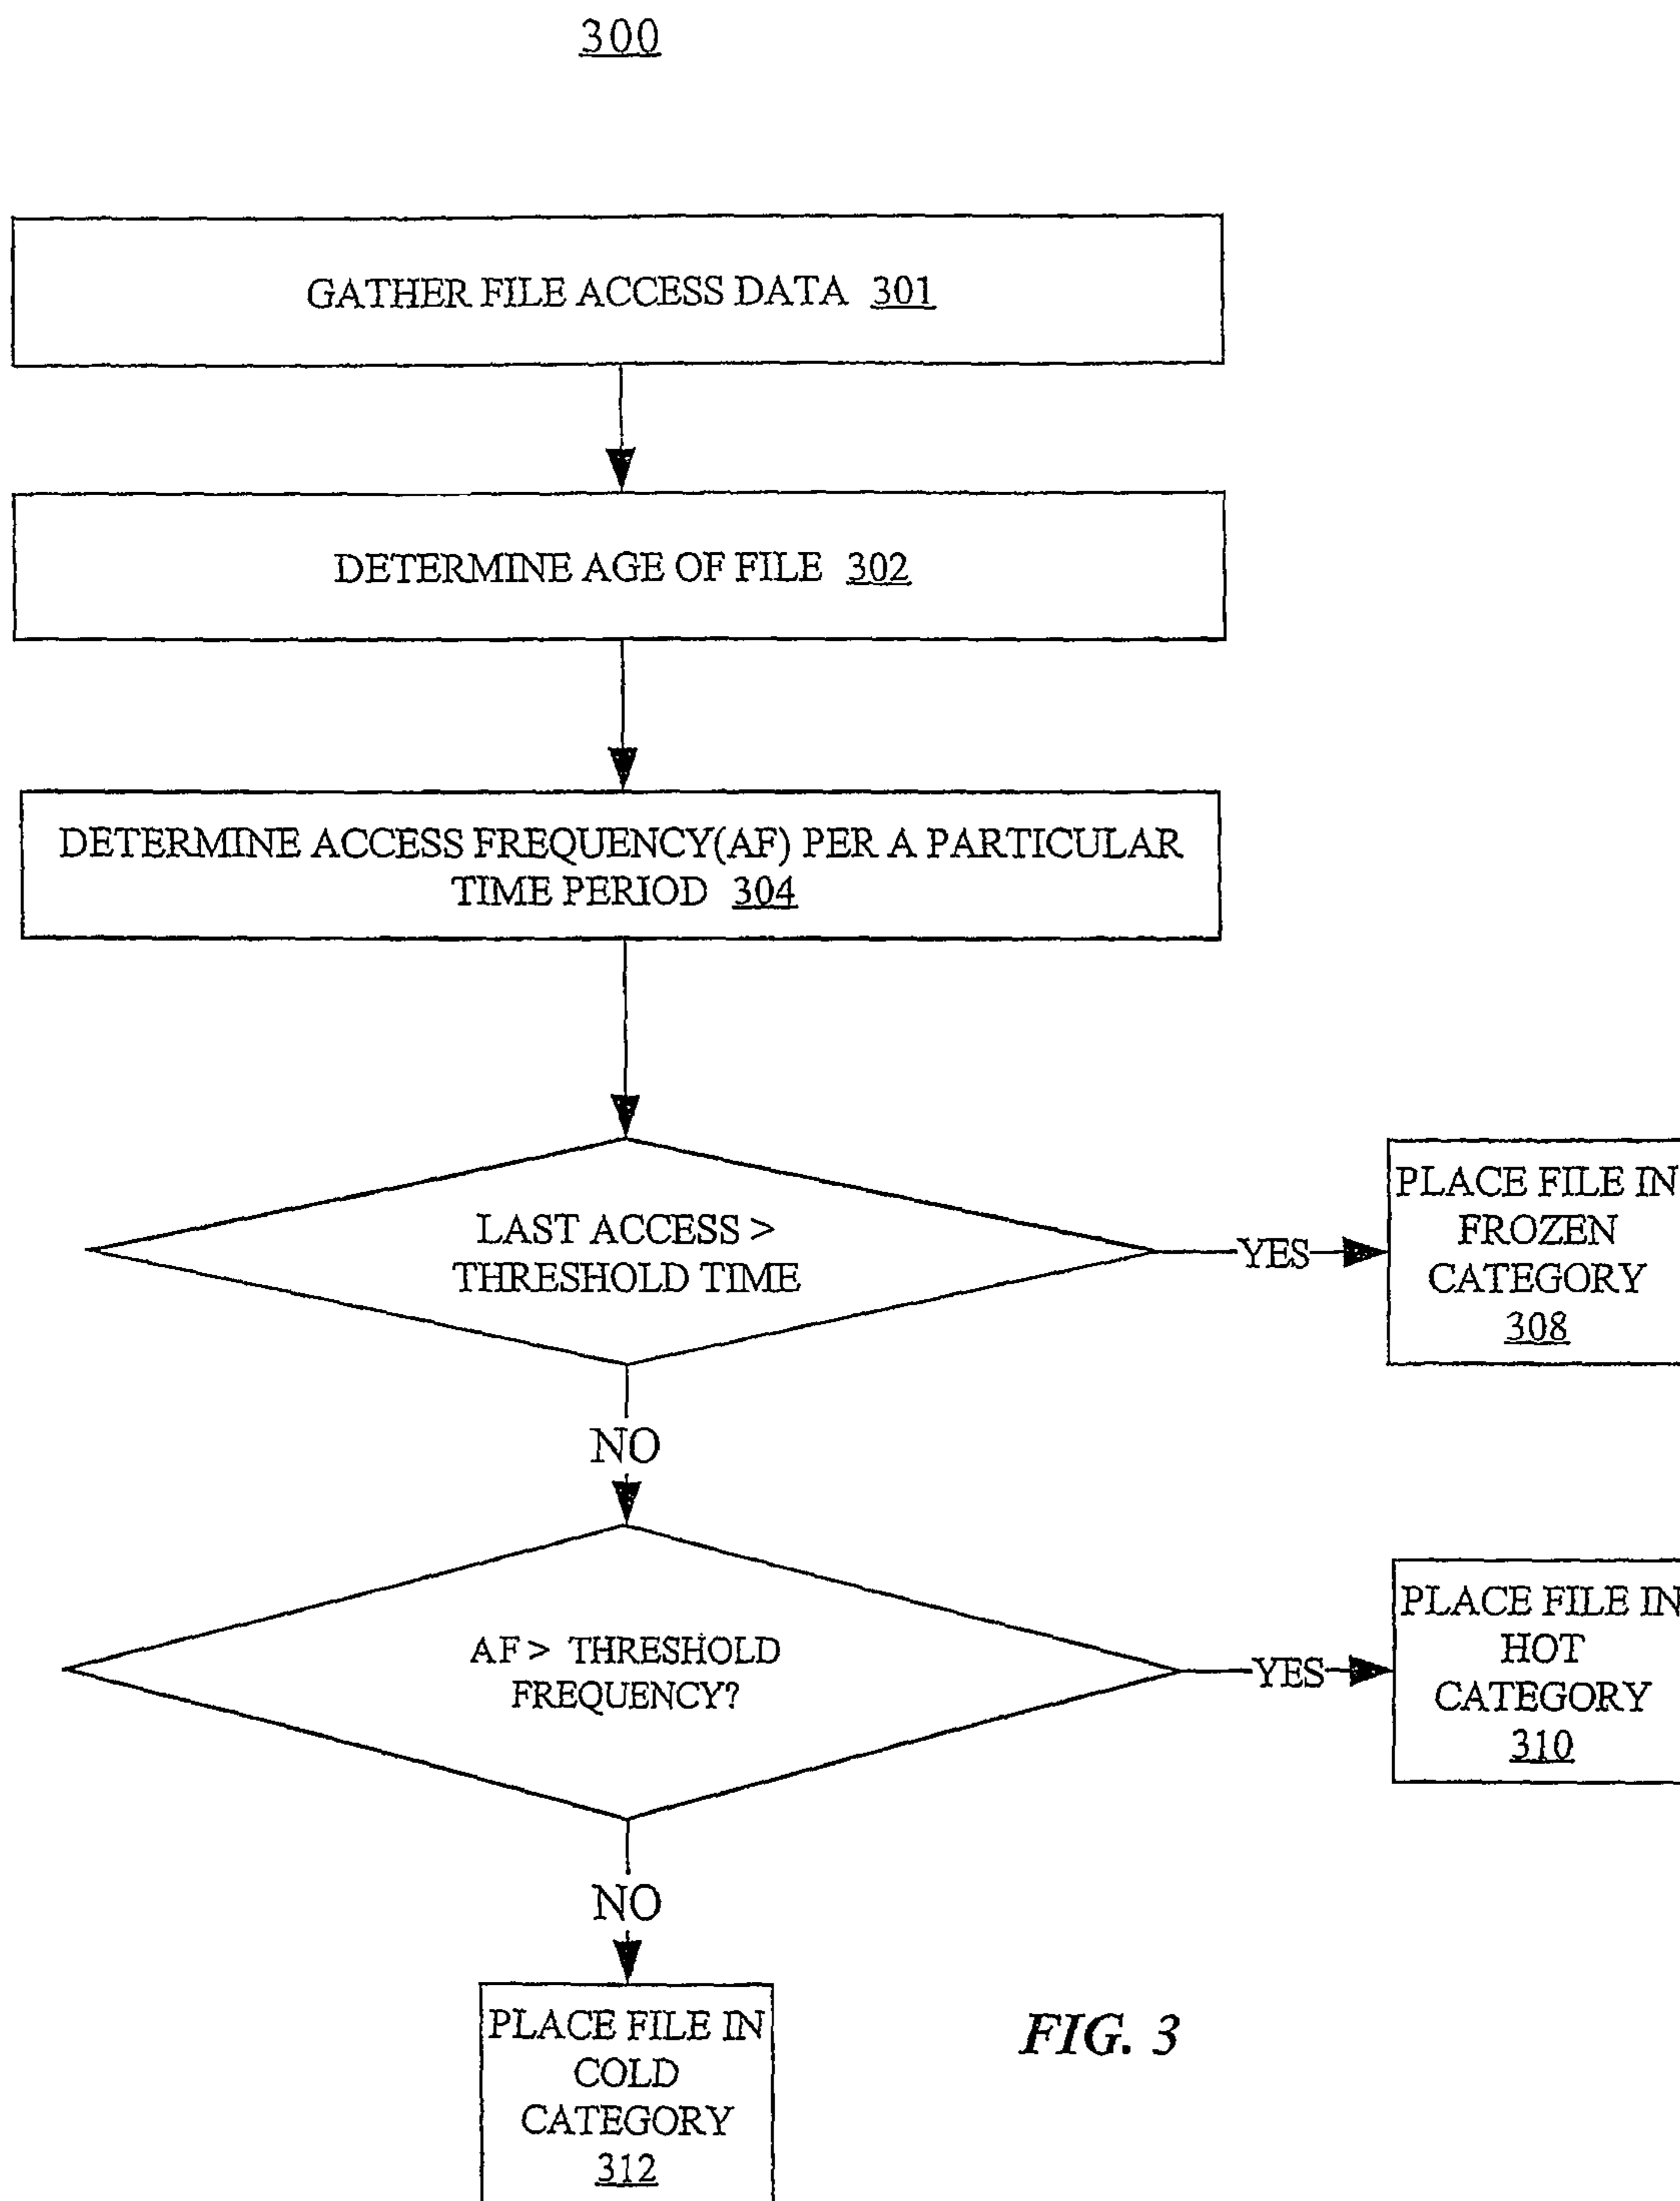 300
GATHER FILE ACCESS DATA 301
DETERMINE AGE OF FILE 302
DETERMINE ACCESS FREQUENCY(AF) PER A PARTICULAR
TIME PERIOD 304
LAST ACCESS >
THRESHOLD TIME
YES
PLACE FILE IN
FROZEN
CATEGORY
308
NO
AF > THRESHOLD
FREQUENCY?
YES
PLACE FILE IN
HOT
CATEGORY
310
NO
PLACE FILE IN
COLD
CATEGORY
312
FIG. 3